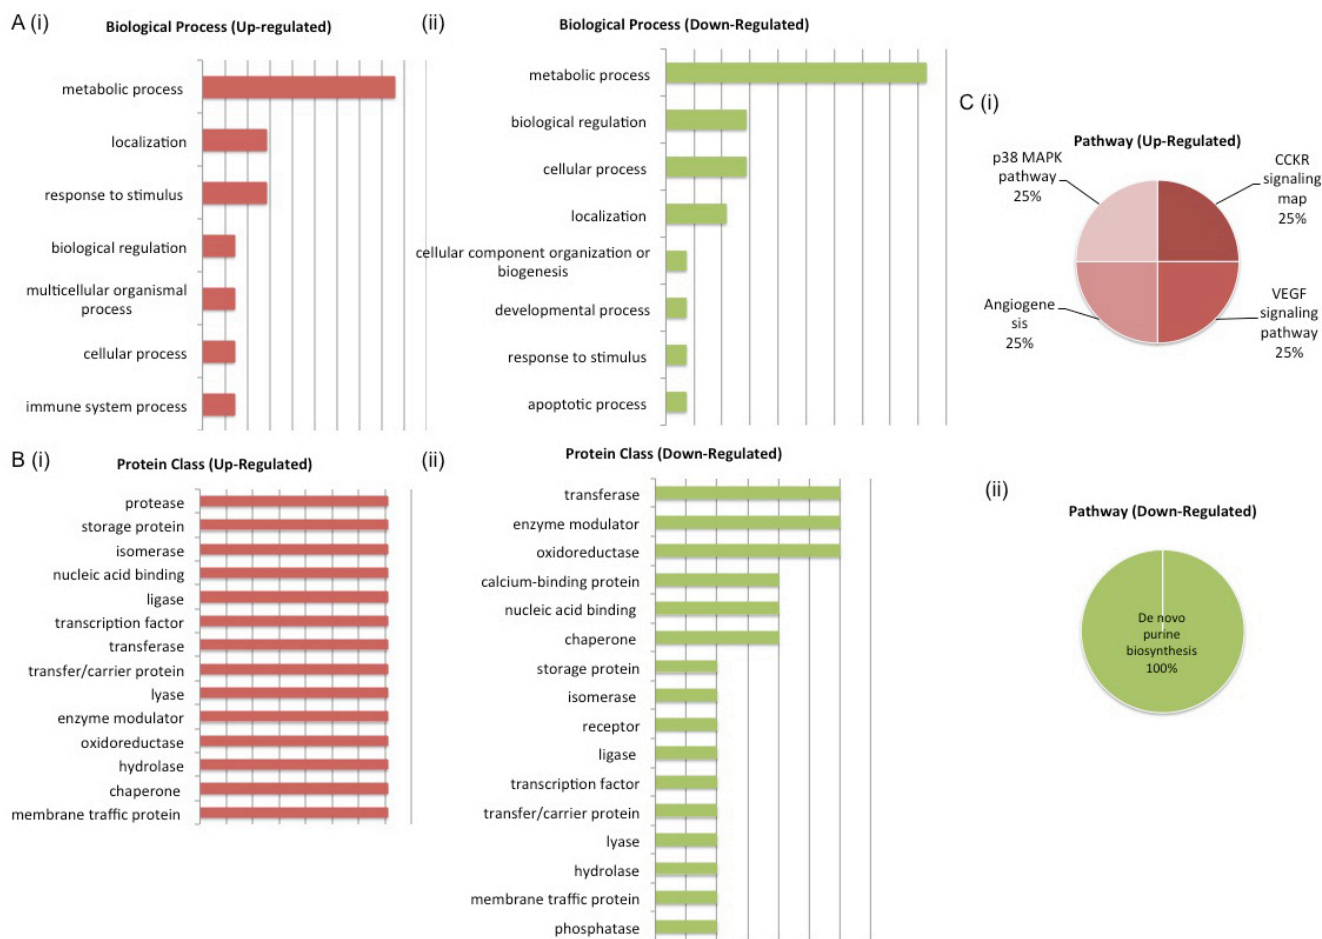 A (i)
Biological Process (Up-regulated)
metabolic process
localization
response to stimulus
biological regulation
multicellular organismal
process
cellular process
immune system process
(ii)
Biological Process (Down-Regulated)
metabolic process
biological regulation
cellular process
localization
cellular component organization or
biogenesis
developmental process
response to stimulus
apoptotic process
B (i)
Protein Class (Up-Regulated)
protease
storage protein
isomerase
nucleic acid binding
ligase
transcription factor
transferase
transfer/carrier protein
lyase
enzyme modulator
oxidoreductase
hydrolase
chaperone
membrane traffic protein
(ii)
Protein Class (Down-Regulated)
transferase
enzyme modulator
oxidoreductase
calcium-binding protein
nucleic acid binding
chaperone
storage protein
isomerase
receptor
ligase
transcription factor
transfer/carrier protein
lyase
hydrolase
membrane traffic protein
phosphatase
C (i)
Pathway (Up-Regulated)
p38 MAPK
pathway
25%
CCKR
signaling
map
25%
Angiogene
sis
25%
VEGF
signaling
pathway
25%
(ii)
Pathway (Down-Regulated)
De novo
purine
biosynthesis
100%